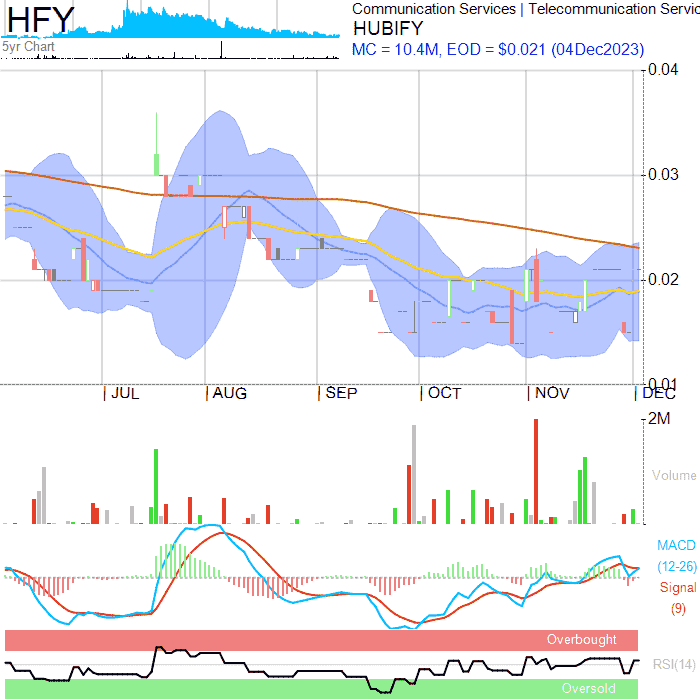 HFY
Communication Services | Telecommunication Servic
HUBIFY
5yr Chart
MC = 10.4M, EOD = $0.021 (04Dec2023)
0.04
0.03
0.02
0.01
JUL AUG SEP OCT NOV DEC
2M
Volume
MACD
(12-26)
Signal
(9)
Overbought
RSI(14)
Oversold